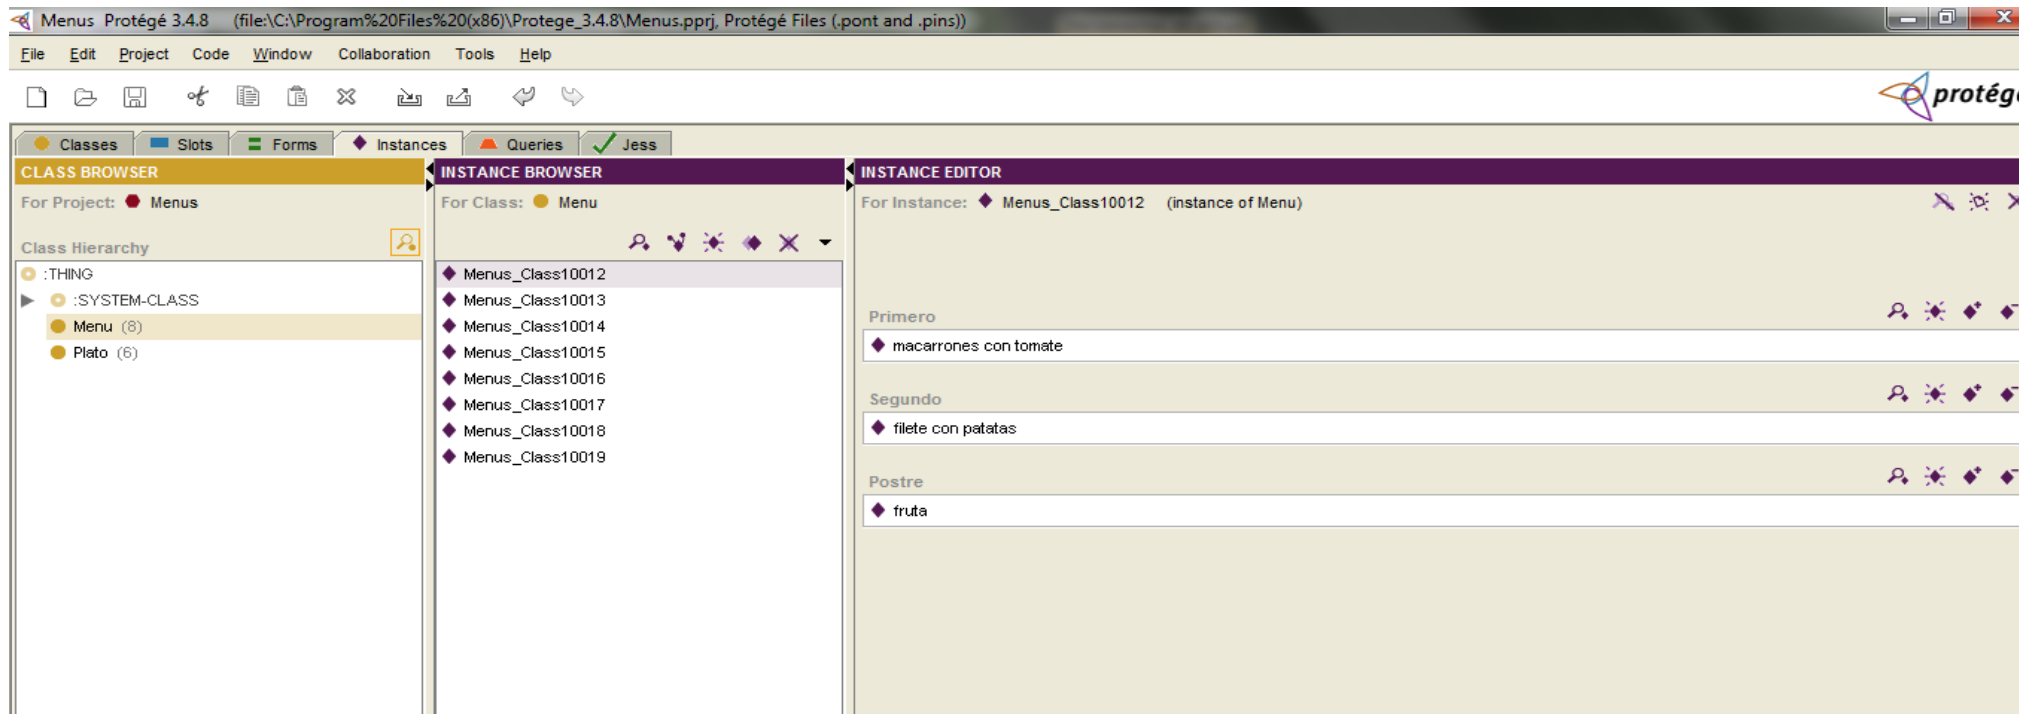 Menus Protégé 3.4.8 (file:\C:\Program%20Files%20(x86)\Protege_3.4.8\Menus.pprj, Protégé Files (.pont and .pins))
File Edit Project Code Window Collaboration Tools Help
protégé
Classes Slots Forms Instances Queries Jess
CLASS BROWSER
For Project: Menus
Class Hierarchy
:THING
:SYSTEM-CLASS
Menu (8)
Plato (6)
INSTANCE BROWSER
For Class: Menu
Menus_Class10012
Menus_Class10013
Menus_Class10014
Menus_Class10015
Menus_Class10016
Menus_Class10017
Menus_Class10018
Menus_Class10019
INSTANCE EDITOR
For Instance: Menus_Class10012 (instance of Menu)
Primero
macarrones con tomate
Segundo
filete con patatas
Postre
fruta